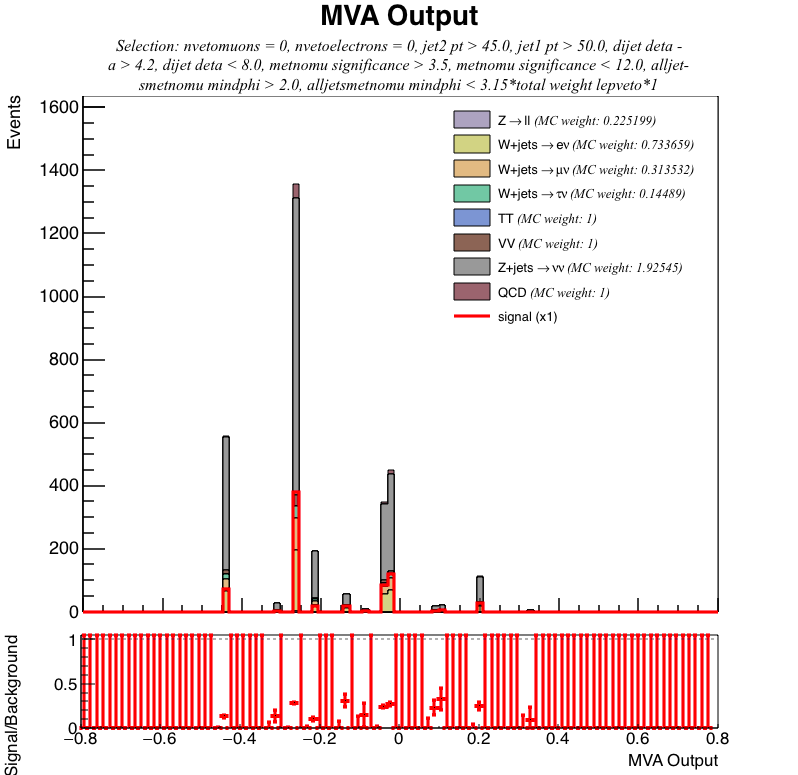 MVA Output
Selection: nvetomuons = 0, nvetoelectrons = 0, jet2 pt > 45.0, jet1 pt > 50.0, dijet deta -
a > 4.2, dijet deta < 8.0, metnomu significance > 3.5, metnomu significance < 12.0, alljet-
smetnomu mindphi > 2.0, alljetsmetnomu mindphi < 3.15*total weight lepveto*1
Events
1600
1400
1200
1000
800
600
400
200
0
Z→ll (MC weight: 0.225199)
W+jets→eν (MC weight: 0.733659)
W+jets→μν (MC weight: 0.313532)
W+jets→τν (MC weight: 0.14489)
TT (MC weight: 1)
VV (MC weight: 1)
Z+jets→νν (MC weight: 1.92545)
QCD (MC weight: 1)
signal (x1)
Signal/Background
1
0.5
0
−0.8 −0.6 −0.4 −0.2 0 0.2 0.4 0.6 0.8
MVA Output